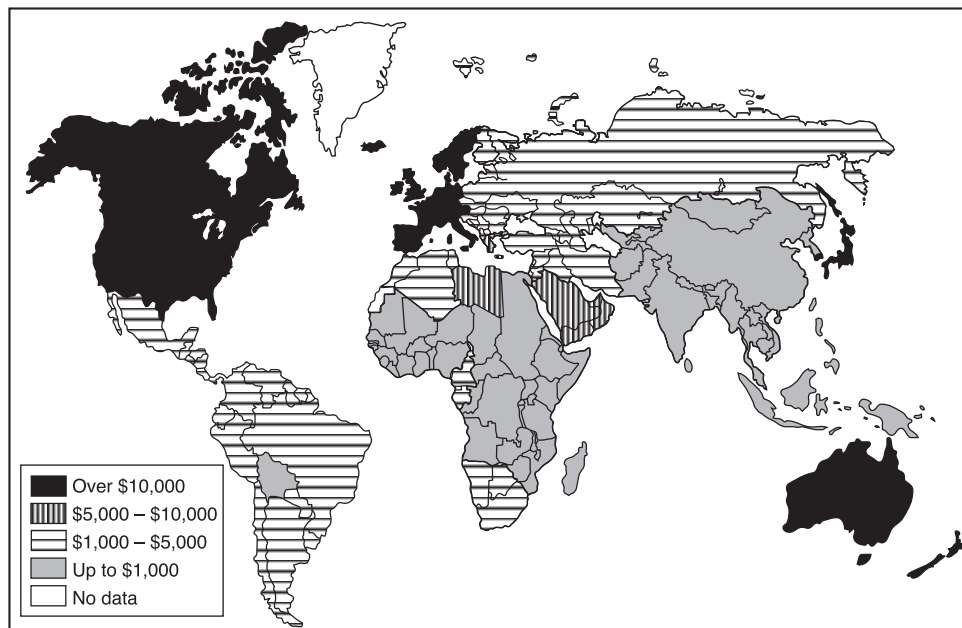 Over $10,000
$5,000 – $10,000
$1,000 – $5,000
Up to $1,000
No data